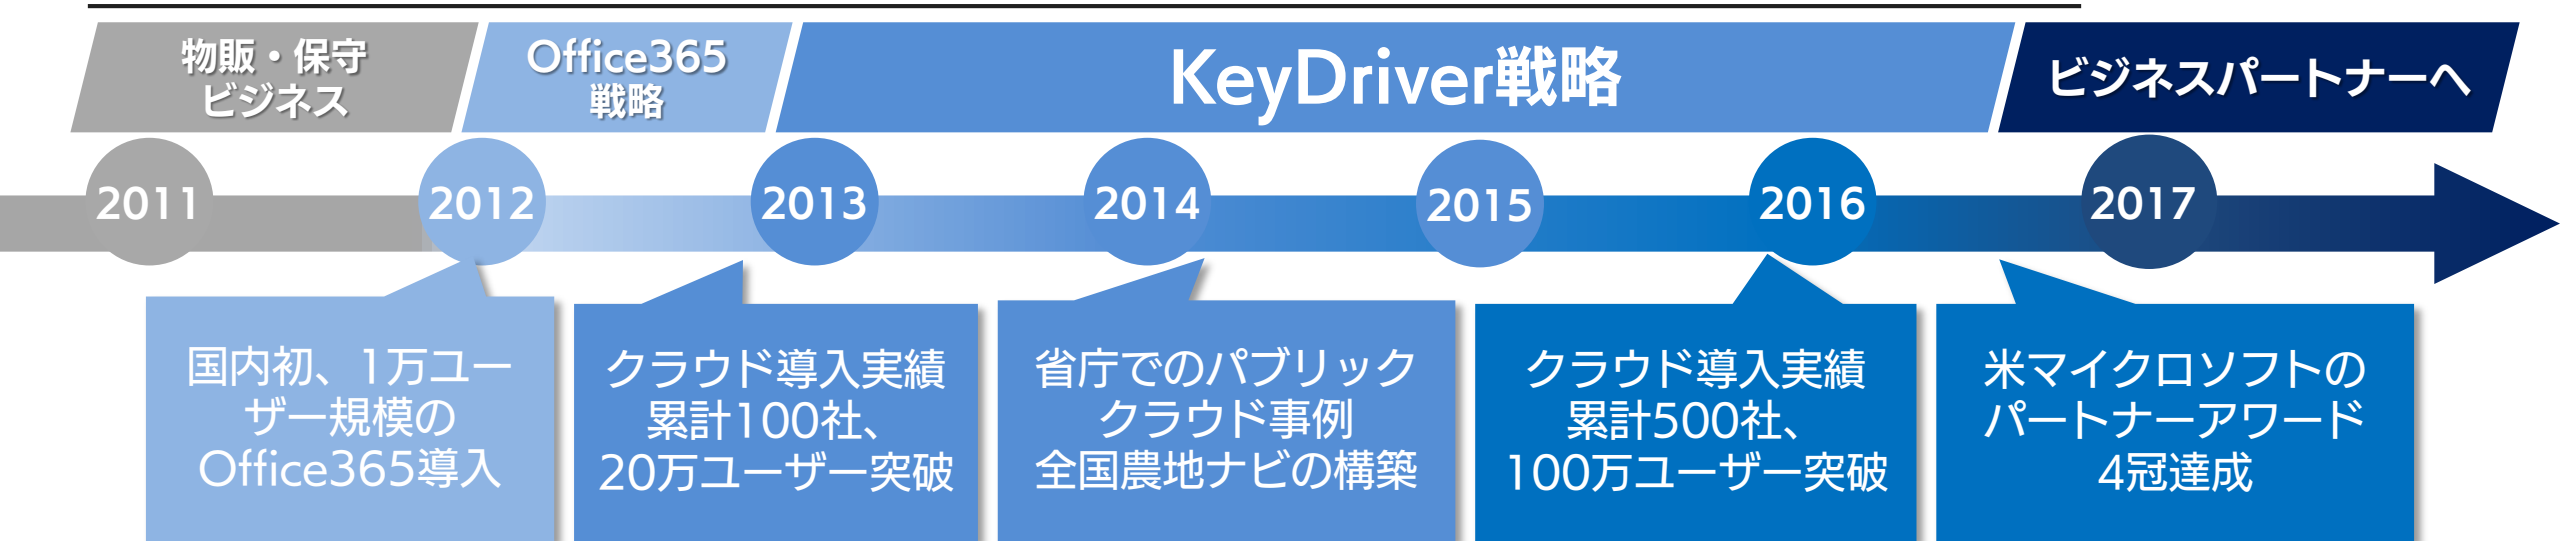 物販・保守
ビジネス
Office365
戦略
KeyDriver戦略
ビジネスパートナーへ
2011
2012
2013
2014
2015
2016
2017
国内初、1万ユー
ザー規模の
Office365導入
クラウド導入実績
累計100社、
20万ユーザー突破
省庁でのパブリック
クラウド事例
全国農地ナビの構築
クラウド導入実績
累計500社、
100万ユーザー突破
米マイクロソフトの
パートナーアワード
4冠達成